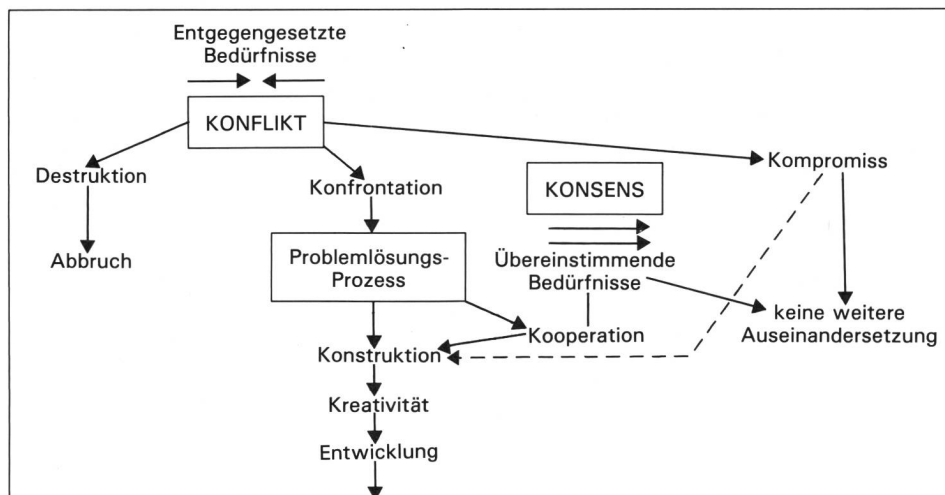 Entgegengesetzte
Bedürfnisse
KONFLIKT
Destruktion
Abbruch
Konfrontation
Problemlösungs-
Prozess
KONSENS
Übereinstimmende
Bedürfnisse
Kompromiss
keine weitere
Auseinandersetzung
Kooperation
Konstruktion
Kreativität
Entwicklung